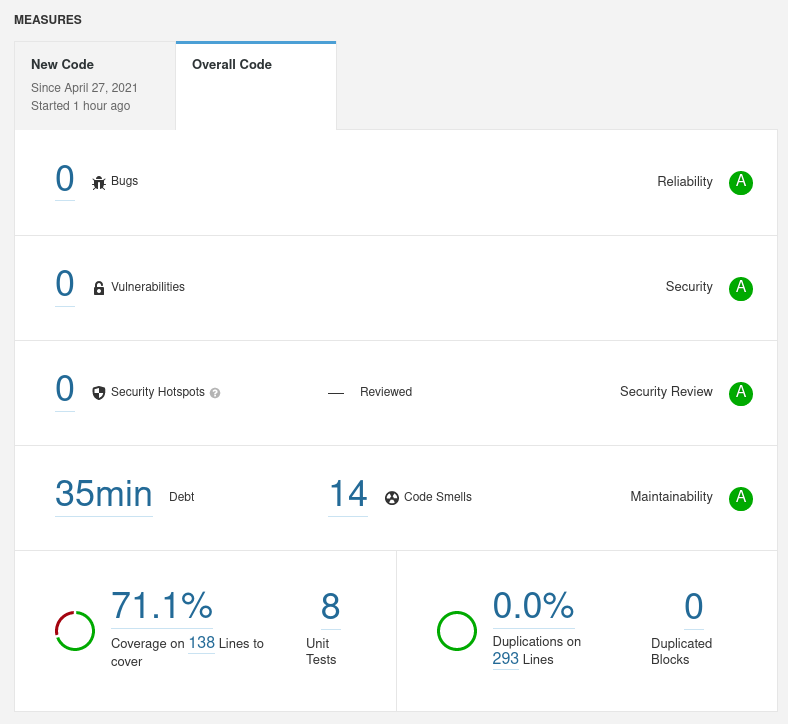 MEASURES
New Code
Since April 27, 2021
Started 1 hour ago
Overall Code
0 Bugs Reliability A
0 Vulnerabilities Security A
0 Security Hotspots ? — Reviewed Security Review A
35min Debt 14 Code Smells Maintainability A
71.1%
Coverage on 138 Lines to
cover
8
Unit
Tests
0.0%
Duplications on
293 Lines
0
Duplicated
Blocks